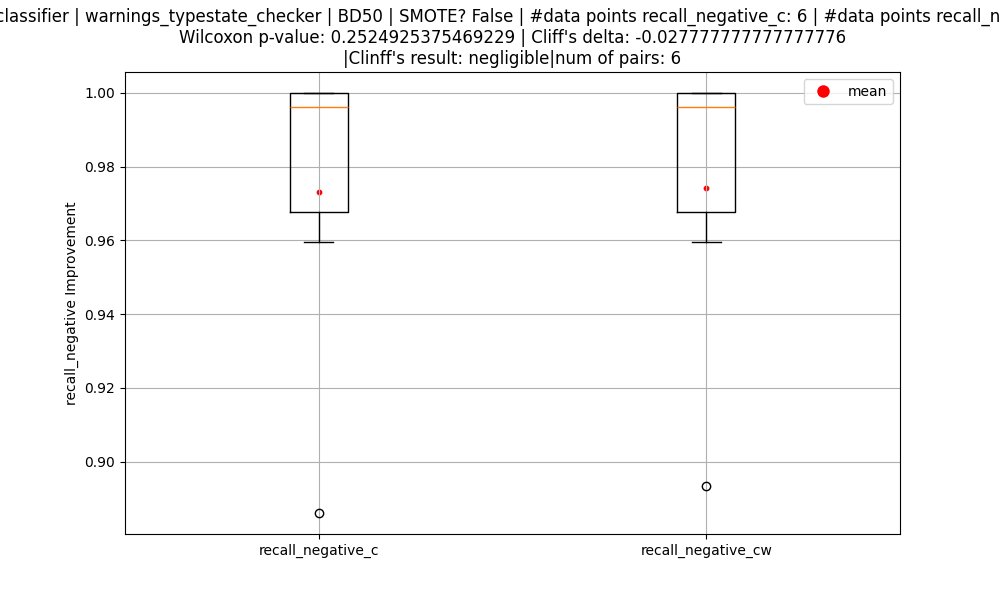 classifier | warnings_typestate_checker | BD50 | SMOTE? False | #data points recall_negative_c: 6 | #data points
Wilcoxon p-value: 0.2524925375469229 | Cliff's delta: -0.027777777777777776
|Clinff's result: negligible|num of pairs: 6
mean
1.00
0.98
0.96
0.94
0.92
0.90
recall_negative Improvement
recall_negative_c
recall_negative_cw